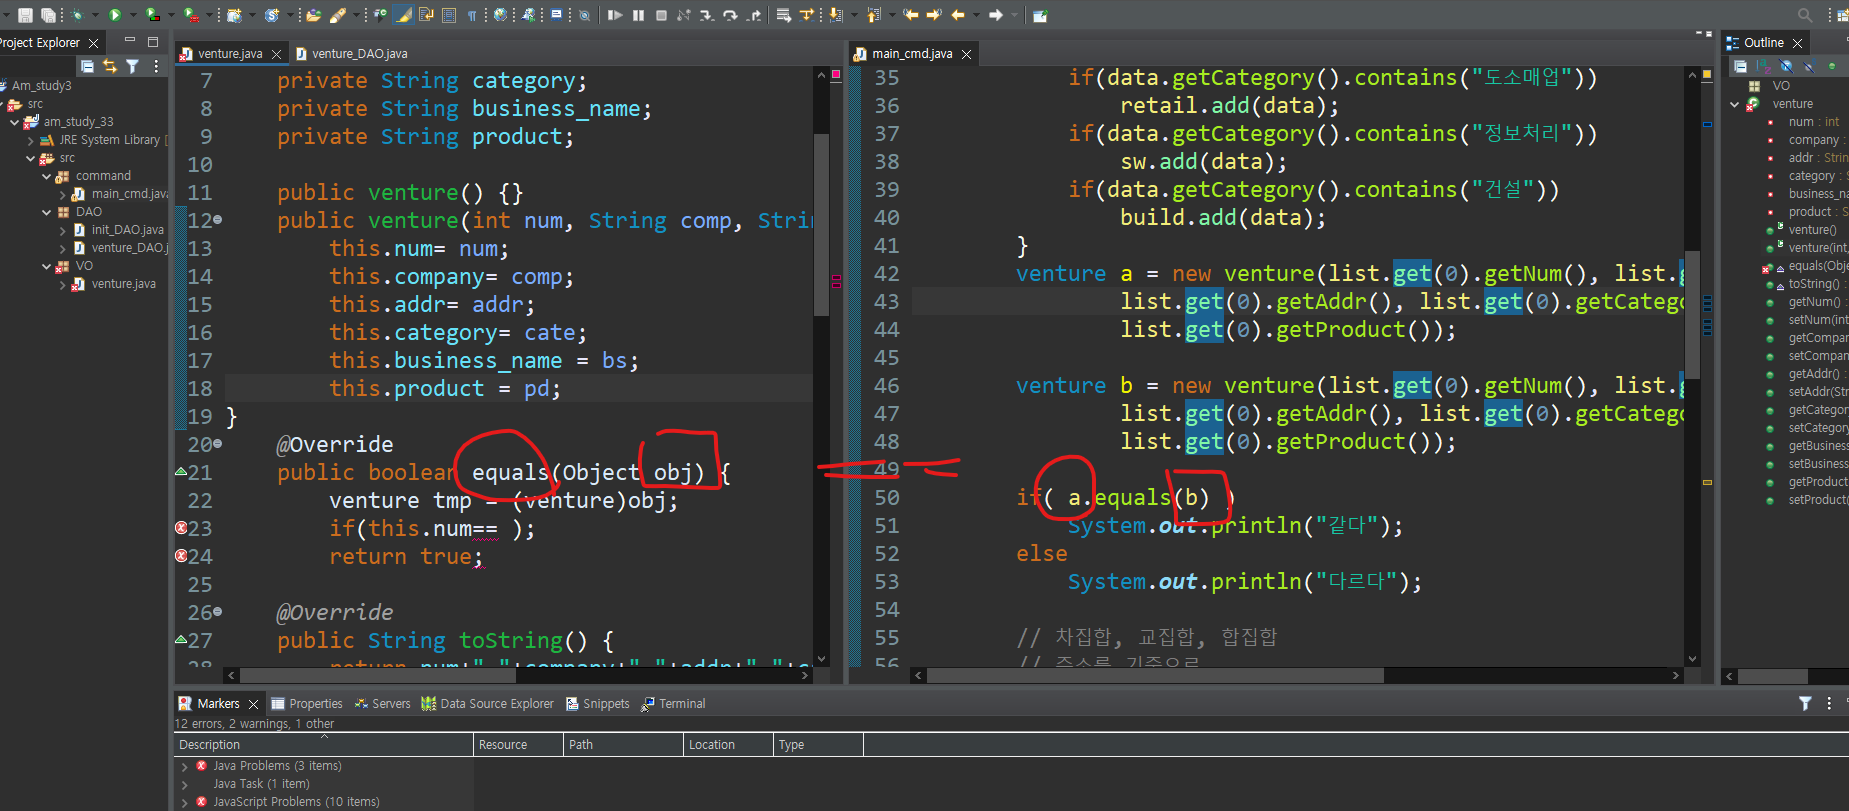 Project Explorer
Am_study3
src
am_study_33
JRE System Library [
src
command
main_cmd.java
DAO
init_DAO.java
venture_DAO.j
VO
venture.java
venture.java
venture_DAO.java
7 private String category;
8 private String business_name;
9 private String product;
10
11 public venture() {}
12 public venture(int num, String comp, Strin
13 this.num= num;
14 this.company= comp;
15 this.addr= addr;
16 this.category= cate;
17 this.business_name = bs;
18 this.product = pd;
19 }
20 @Override
21 public boolean equals(Object obj) {
22 venture tmp = (venture)obj;
23 if(this.num== );
24 return true;
25
26 @Override
27 public String toString() {
28 return num+" "+company+" "+addr+" "+c
main_cmd.java
35 if(data.getCategory().contains("도소매업"))
36 retail.add(data);
37 if(data.getCategory().contains("정보처리"))
38 sw.add(data);
39 if(data.getCategory().contains("건설"))
40 build.add(data);
41 }
42 venture a = new venture(list.get(0).getNum(), list.g
43 list.get(0).getAddr(), list.get(0).getCatego
44 list.get(0).getProduct());
45
46 venture b = new venture(list.get(0).getNum(), list.g
47 list.get(0).getAddr(), list.get(0).getCatego
48 list.get(0).getProduct());
49
50 if( a.equals(b) )
51 System.out.println("같다");
52 else
53 System.out.println("다르다");
54
55 // 차집합, 교집합, 합집합
56 // 주소를 기준으로
Outline
VO
venture
num : int
company :
addr : Strin
category : S
business_na
product : S
venture()
venture(int,
equals(Obje
toString() :
getNum() :
setNum(int
getCompan
setCompan
getAddr() :
setAddr(Str
getCategor
setCategory
getBusiness
setBusiness
getProduct(
setProduct(
Markers
Properties
Servers
Data Source Explorer
Snippets
Terminal
12 errors, 2 warnings, 1 other
Description Resource Path Location Type
Java Problems (3 items)
Java Task (1 item)
JavaScript Problems (10 items)